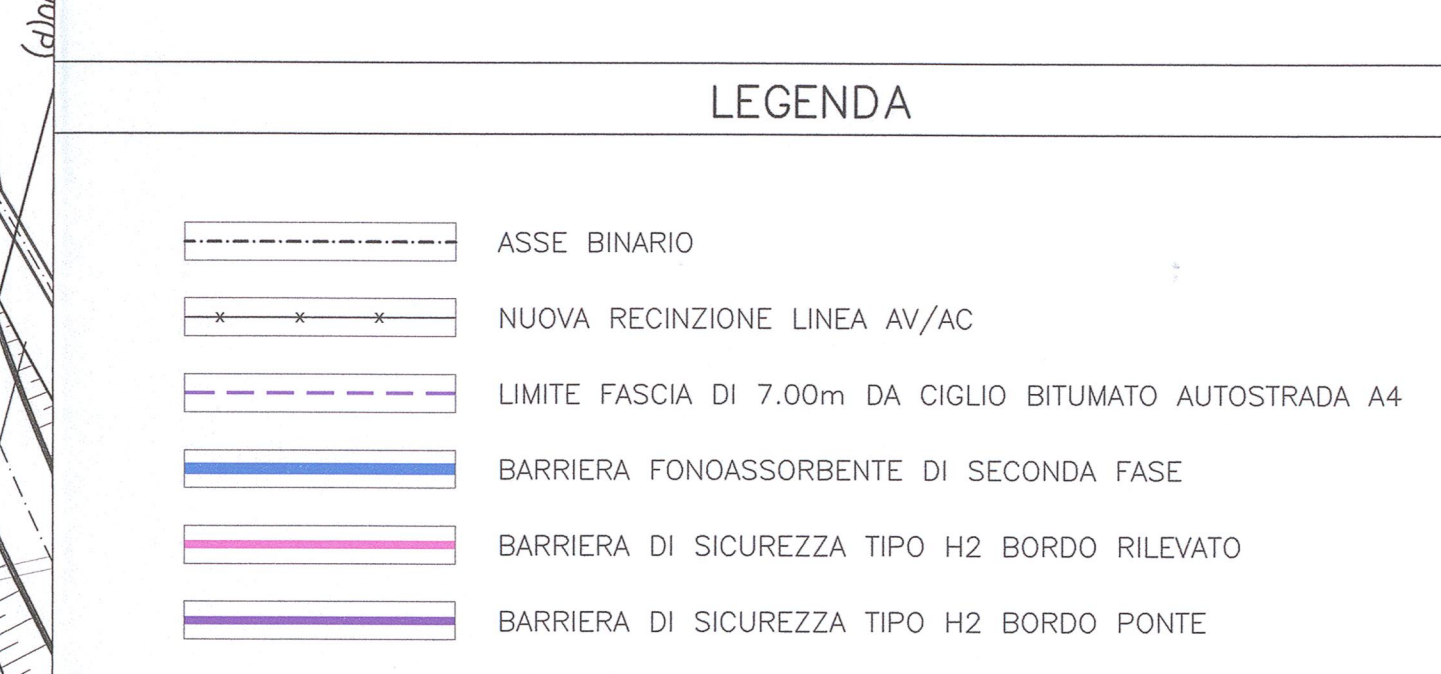 LEGENDA
ASSE BINARIO
x x x
NUOVA RECINZIONE LINEA AV/AC
LIMITE FASCIA DI 7.00m DA CIGLIO BITUMATO AUTOSTRADA A4
BARRIERA FONOASSORBENTE DI SECONDA FASE
BARRIERA DI SICUREZZA TIPO H2 BORDO RILEVATO
BARRIERA DI SICUREZZA TIPO H2 BORDO PONTE